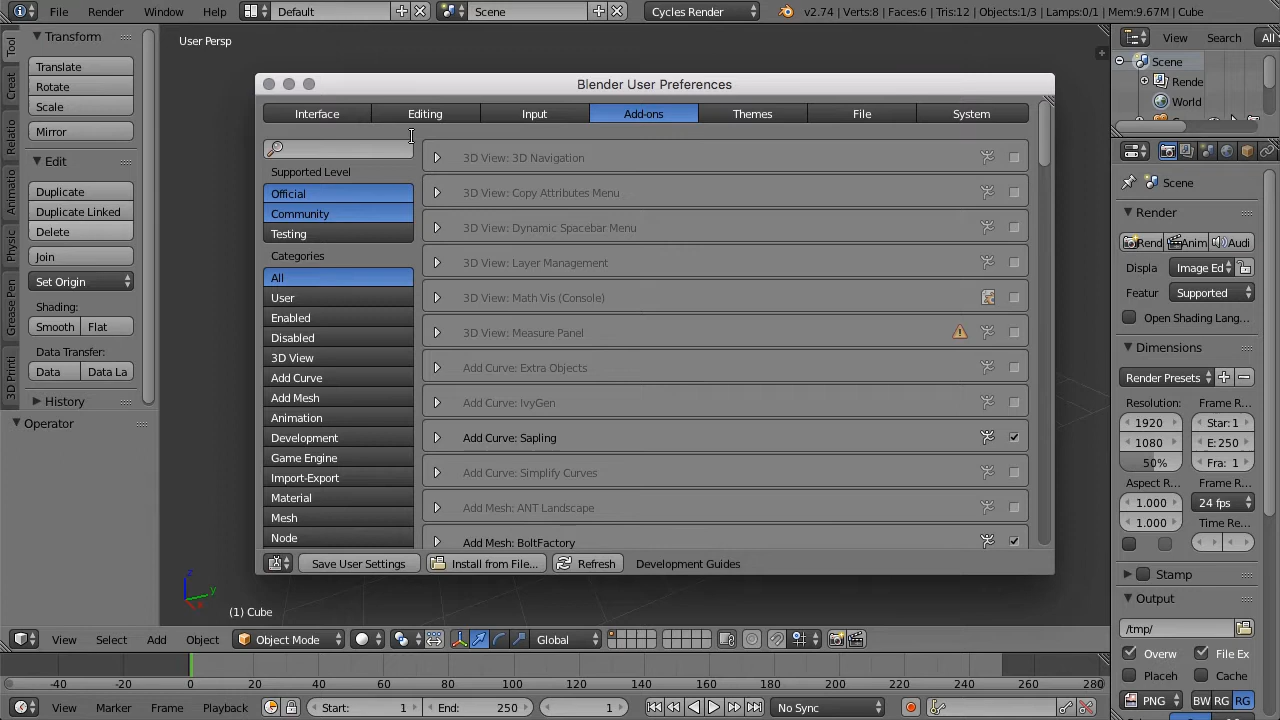 File Render Window Help Default Scene Cycles Render v2.74 | Verts:8 | Faces:6 | Tris:12 | Objects:1/3 | Lamps:0/1 | Mem:9.67M | Cube
Tool
Creat
Relatio
Animatio
Physic
Grease Pen
3D Printi
Transform
Translate
Rotate
Scale
Mirror
Edit
Duplicate
Duplicate Linked
Delete
Join
Set Origin
Shading:
Smooth Flat
Data Transfer:
Data Data La
History
Operator
User Persp
Blender User Preferences
Interface Editing Input Add-ons Themes File System
Supported Level
Official
Community
Testing
Categories
All
User
Enabled
Disabled
3D View
Add Curve
Add Mesh
Animation
Development
Game Engine
Import-Export
Material
Mesh
Node
3D View: 3D Navigation
3D View: Copy Attributes Menu
3D View: Dynamic Spacebar Menu
3D View: Layer Management
3D View: Math Vis (Console)
3D View: Measure Panel
Add Curve: Extra Objects
Add Curve: IvyGen
Add Curve: Sapling
Add Curve: Simplify Curves
Add Mesh: ANT Landscape
Add Mesh: BoltFactory
Save User Settings Install from File... Refresh Development Guides
z
y
x
(1) Cube
View Select Add Object Object Mode Global
-40 -20 0 20 40 60 80 100 120 140 160 180 200 220 240 260 280
View Marker Frame Playback Start: 1 End: 250 1 No Sync
View Search All
Scene
Rende
World
Scene
Render
Rend Anim Audi
Displa Image Ed
Featur Supported
Open Shading Lang...
Dimensions
Render Presets
Resolution: Frame R...
1920 Star: 1
1080 E: 250
50% Fra: 1
Aspect R... Frame R...
1.000 24 fps
1.000 Time Re...
Stamp
Output
/tmp/
Overw File Ex
Placeh Cache
PNG BW RG RG